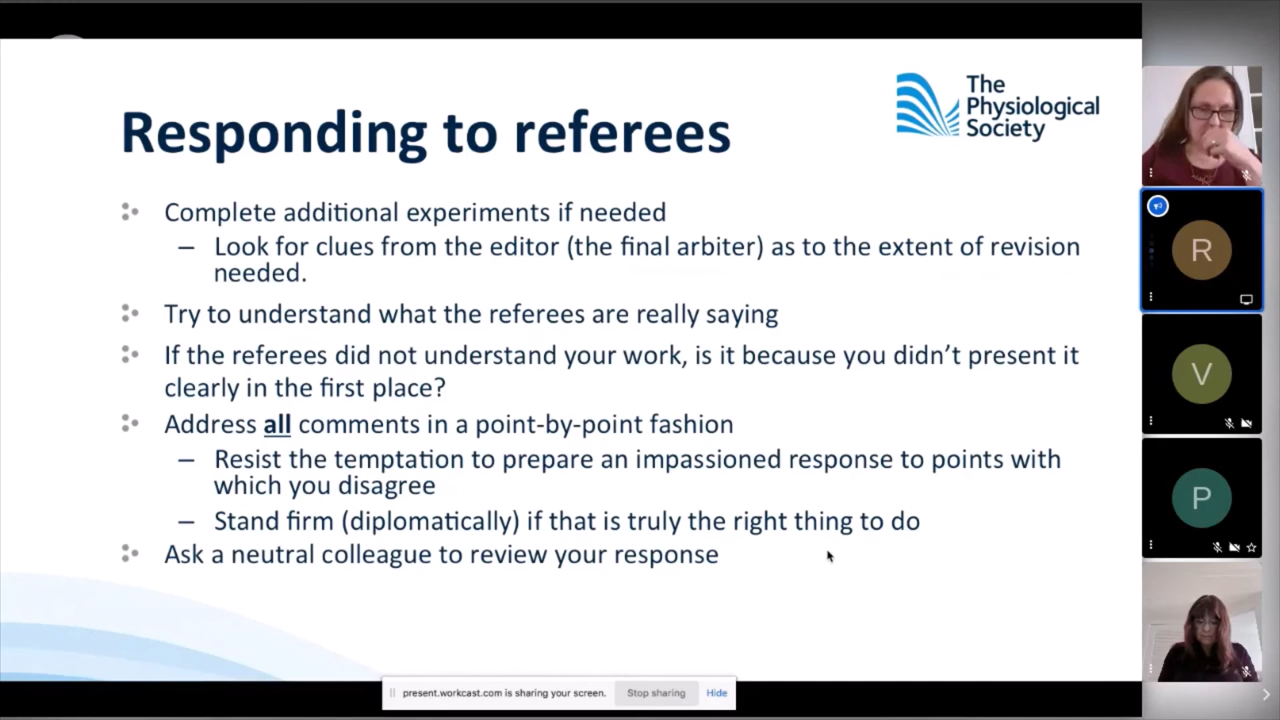 The
Physiological
Society
Responding to referees
Complete additional experiments if needed
– Look for clues from the editor (the final arbiter) as to the extent of revision
needed.
Try to understand what the referees are really saying
If the referees did not understand your work, is it because you didn’t present it
clearly in the first place?
Address all comments in a point-by-point fashion
– Resist the temptation to prepare an impassioned response to points with
which you disagree
– Stand firm (diplomatically) if that is truly the right thing to do
Ask a neutral colleague to review your response
R
V
P
present.workcast.com is sharing your screen.
Stop sharing
Hide